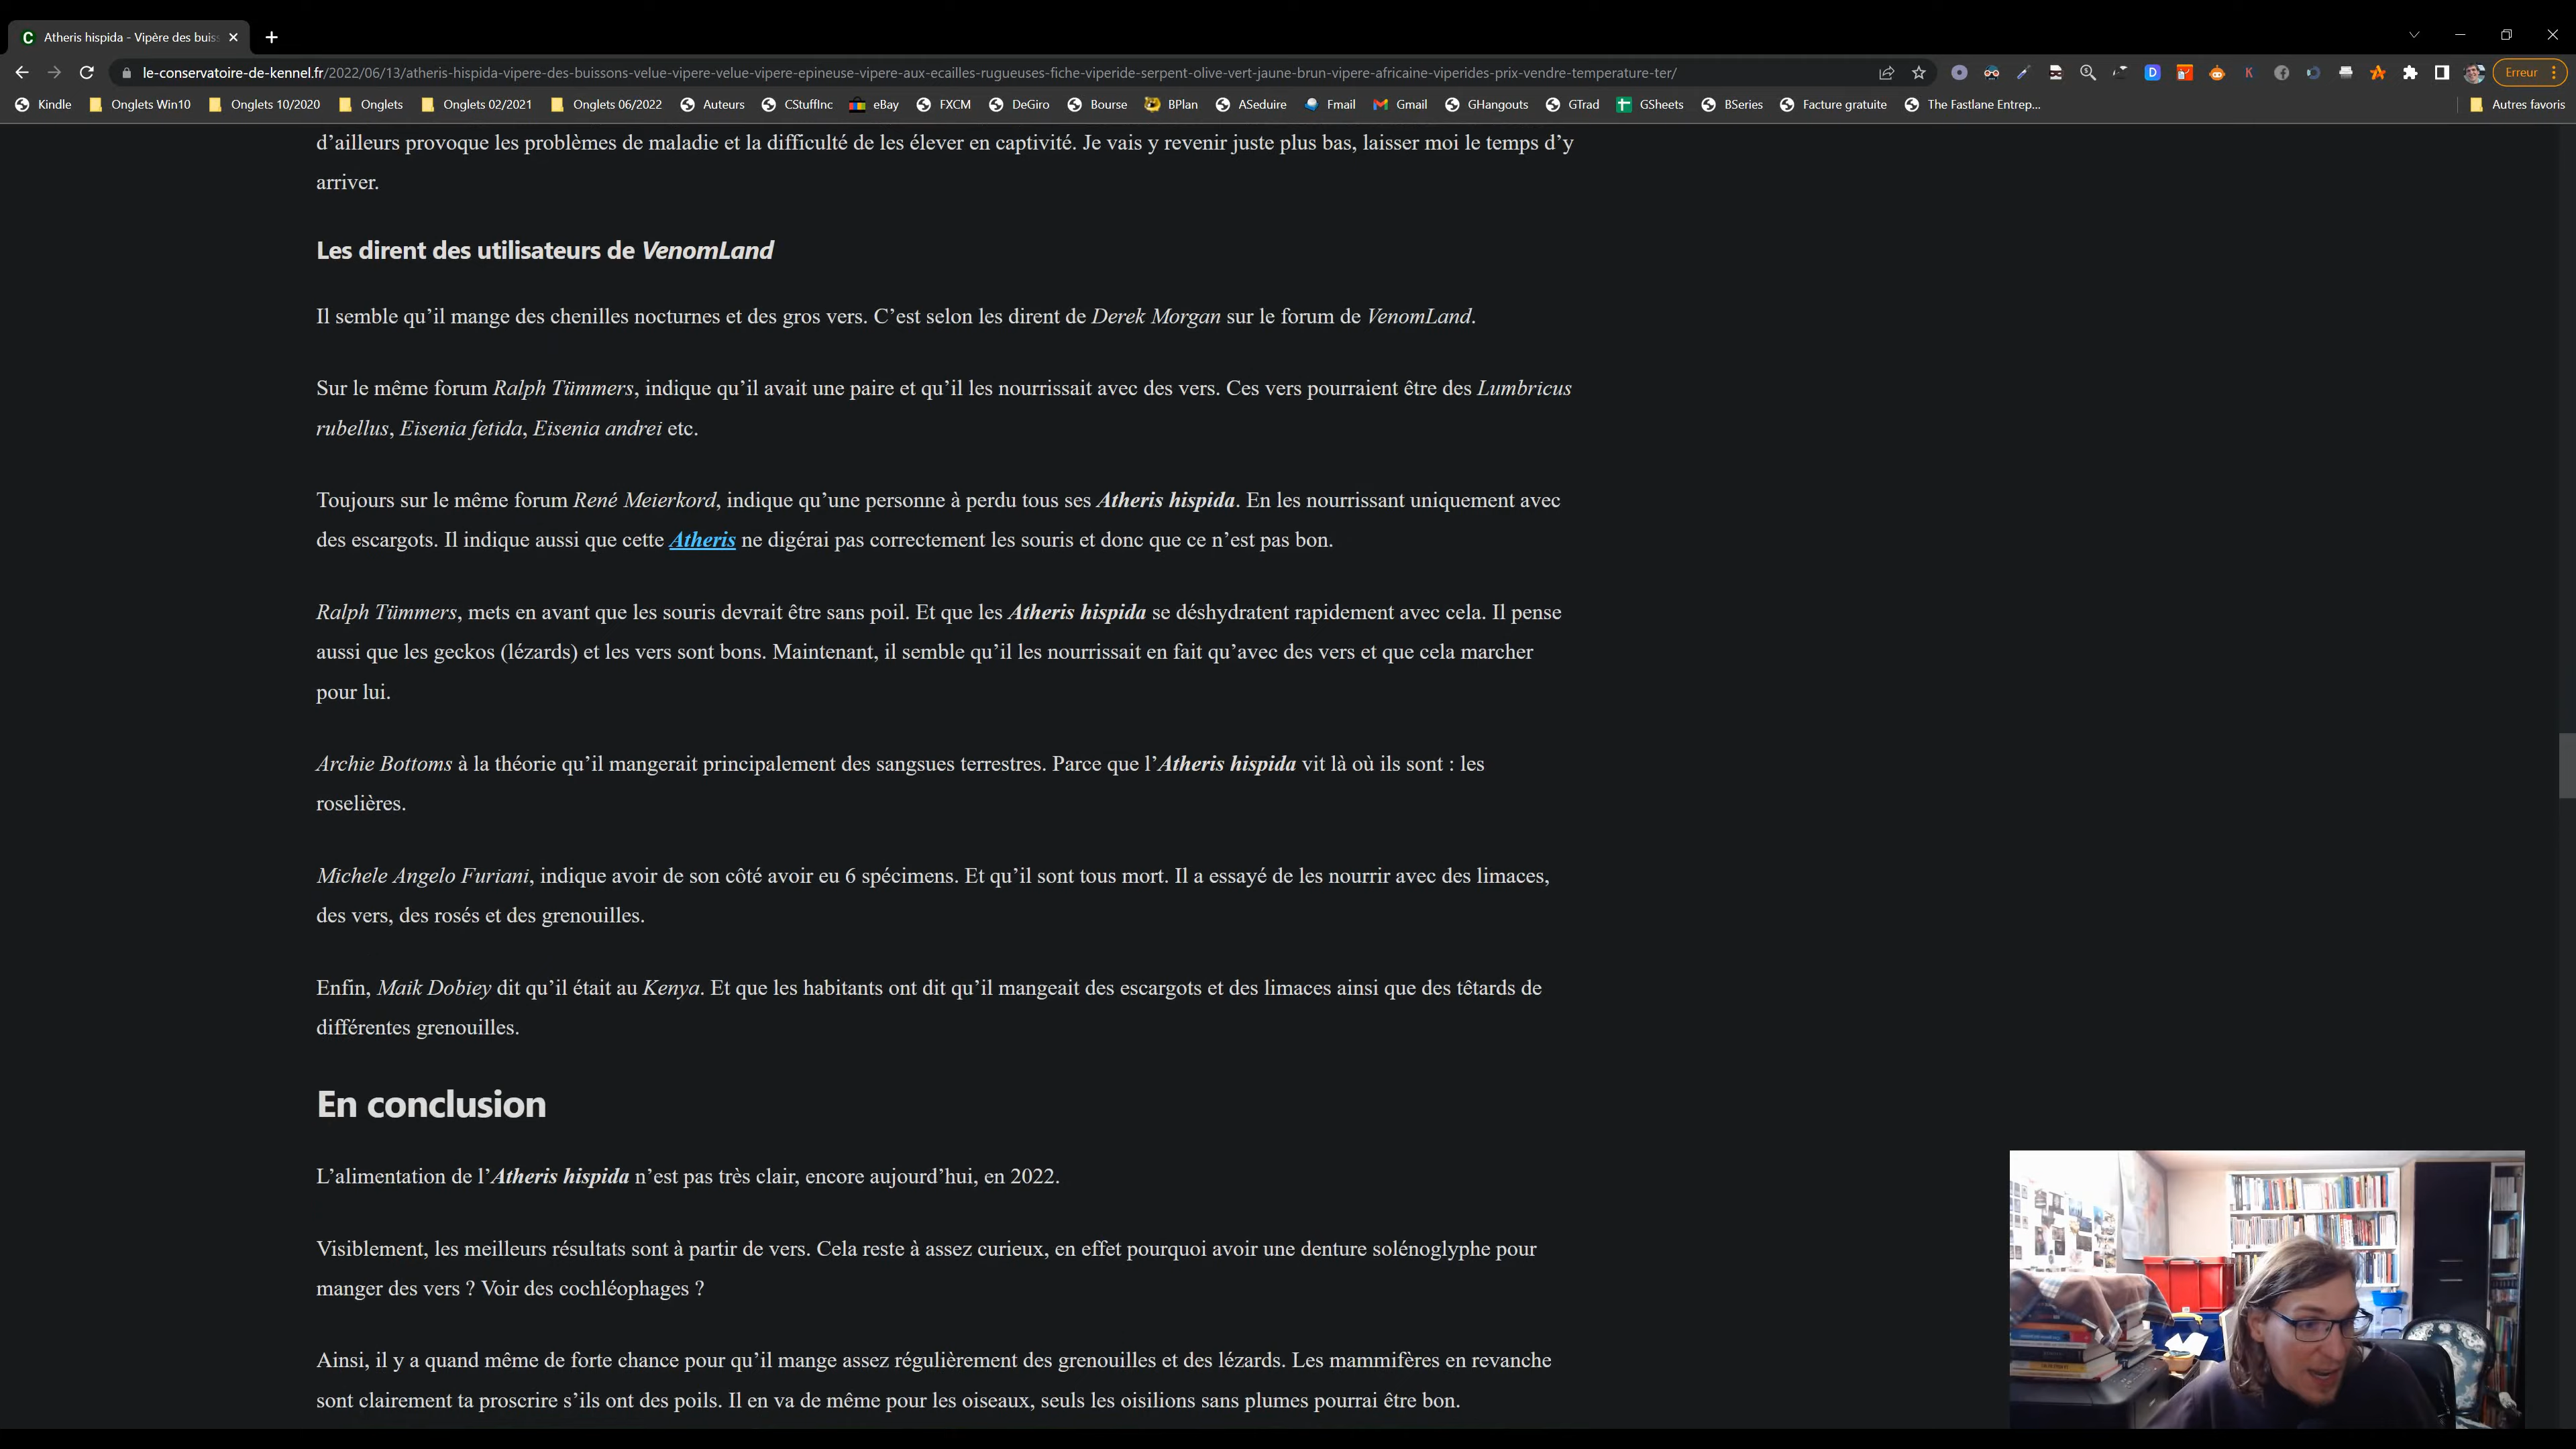 Atheris hispida - Vipère des buiss
le-conservatoire-de-kennel.fr/2022/06/13/atheris-hispida-vipere-des-buissons-velue-vipere-velue-vipere-epineuse-vipere-aux-ecailles-rugueuses-fiche-viperide-serpent-olive-vert-jaune-brun-vipere-africaine-viperides-prix-vendre-temperature-ter/
Erreur
Kindle Onglets Win10 Onglets 10/2020 Onglets Onglets 02/2021 Onglets 06/2022 Auteurs CStuffInc eBay FXCM DeGiro Bourse BPlan ASeduire Fmail Gmail GHangouts GTrad GSheets BSeries Facture gratuite The Fastlane Entrep... Autres favoris
d’ailleurs provoque les problèmes de maladie et la difficulté de les élever en captivité. Je vais y revenir juste plus bas, laisser moi le temps d’y
arriver.
Les dirent des utilisateurs de VenomLand
Il semble qu’il mange des chenilles nocturnes et des gros vers. C’est selon les dirent de Derek Morgan sur le forum de VenomLand.
Sur le même forum Ralph Tümmers, indique qu’il avait une paire et qu’il les nourrissait avec des vers. Ces vers pourraient être des Lumbricus
rubellus, Eisenia fetida, Eisenia andrei etc.
Toujours sur le même forum René Meierkord, indique qu’une personne à perdu tous ses Atheris hispida. En les nourrissant uniquement avec
des escargots. Il indique aussi que cette Atheris ne digérai pas correctement les souris et donc que ce n’est pas bon.
Ralph Tümmers, mets en avant que les souris devrait être sans poil. Et que les Atheris hispida se déshydratent rapidement avec cela. Il pense
aussi que les geckos (lézards) et les vers sont bons. Maintenant, il semble qu’il les nourrissait en fait qu’avec des vers et que cela marcher
pour lui.
Archie Bottoms à la théorie qu’il mangerait principalement des sangsues terrestres. Parce que l’Atheris hispida vit là où ils sont : les
roselières.
Michele Angelo Furiani, indique avoir de son côté avoir eu 6 spécimens. Et qu’il sont tous mort. Il a essayé de les nourrir avec des limaces,
des vers, des rosés et des grenouilles.
Enfin, Maik Dobiey dit qu’il était au Kenya. Et que les habitants ont dit qu’il mangeait des escargots et des limaces ainsi que des têtards de
différentes grenouilles.
En conclusion
L’alimentation de l’Atheris hispida n’est pas très clair, encore aujourd’hui, en 2022.
Visiblement, les meilleurs résultats sont à partir de vers. Cela reste à assez curieux, en effet pourquoi avoir une denture solénoglyphe pour
manger des vers ? Voir des cochléophages ?
Ainsi, il y a quand même de forte chance pour qu’il mange assez régulièrement des grenouilles et des lézards. Les mammifères en revanche
sont clairement ta proscrire s’ils ont des poils. Il en va de même pour les oiseaux, seuls les oisilions sans plumes pourrai être bon.